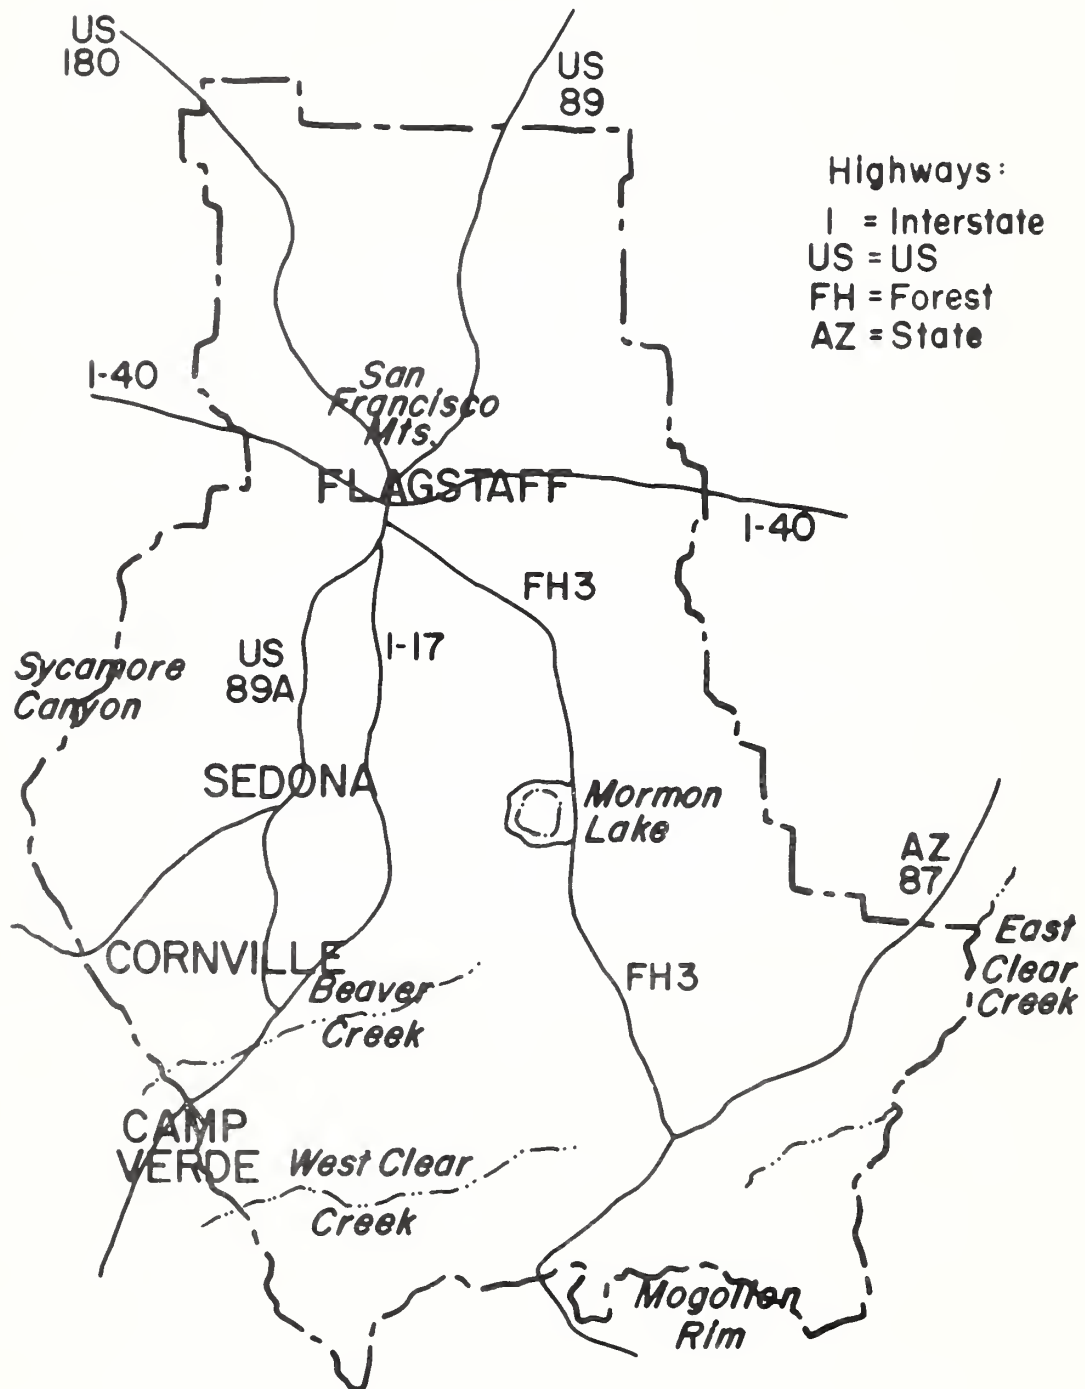 US
180
US
89
Highways:
I = Interstate
US = US
FH = Forest
AZ = State
I-40
San
Francisco
Mts.
FLAGSTAFF
I-40
FH3
US
89A
I-17
Sycamore
Canyon
SEDONA
Mormon
Lake
AZ
87
East
Clear
Creek
CORNVILLE
FH3
Beaver
Creek
CAMP
VERDE
West Clear
Creek
Mogollon
Rim